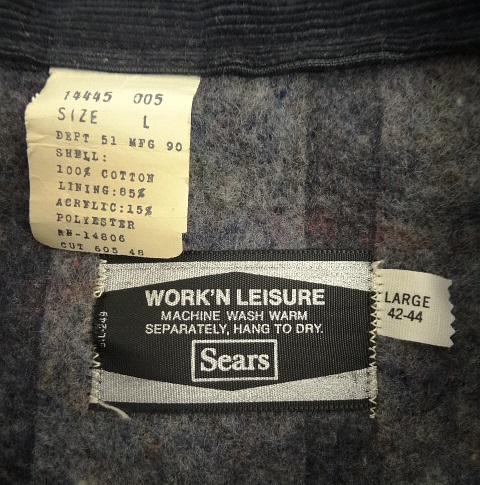 14445 005
SIZE L
DEPT 51 MFG 90
SHELL:
100% COTTON
LINING:85%
ACRYLIC:15%
POLYESTER
RN-14806
CUT 605 48
WORK'N LEISURE
MACHINE WASH WARM
SEPARATELY, HANG TO DRY.
Sears
LARGE
42-44